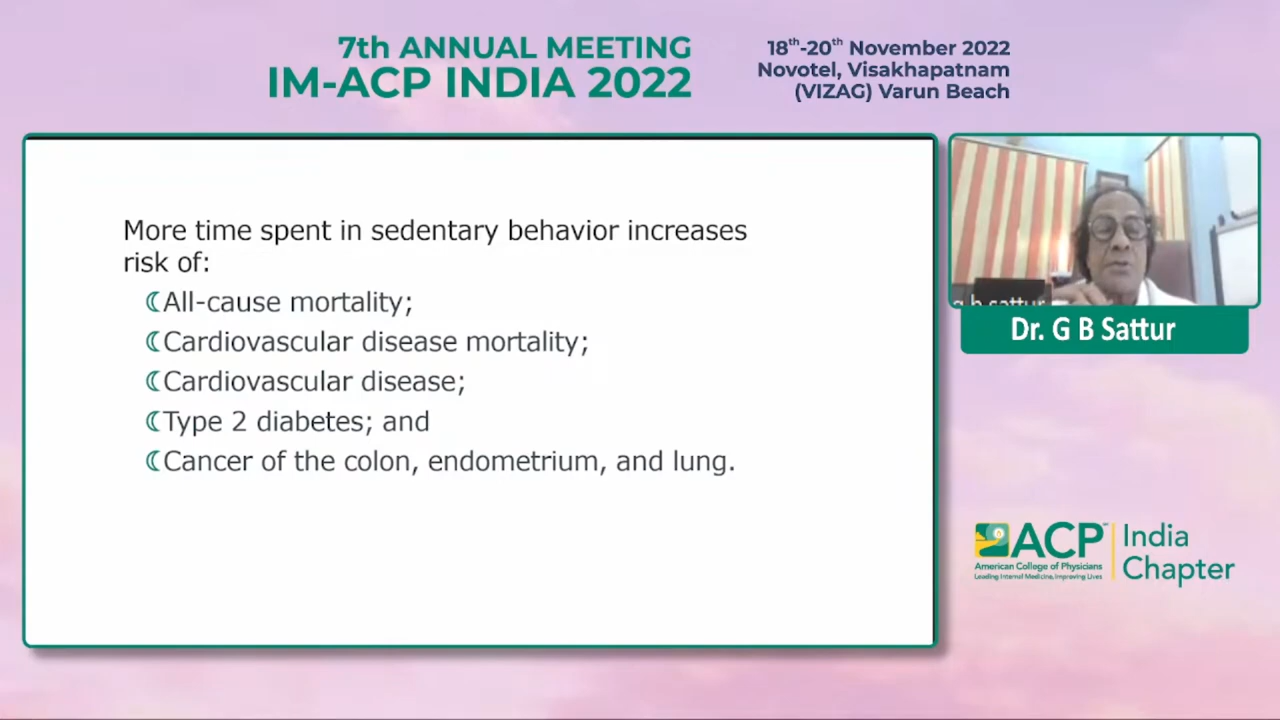 7th ANNUAL MEETING
IM-ACP INDIA 2022
18th-20th November 2022
Novotel, Visakhapatnam
(VIZAG) Varun Beach
More time spent in sedentary behavior increases
risk of:
All-cause mortality;
Cardiovascular disease mortality;
Cardiovascular disease;
Type 2 diabetes; and
Cancer of the colon, endometrium, and lung.
g b sattur
Dr. G B Sattur
ACP
American College of Physicians
Leading Internal Medicine, Improving Lives
India
Chapter